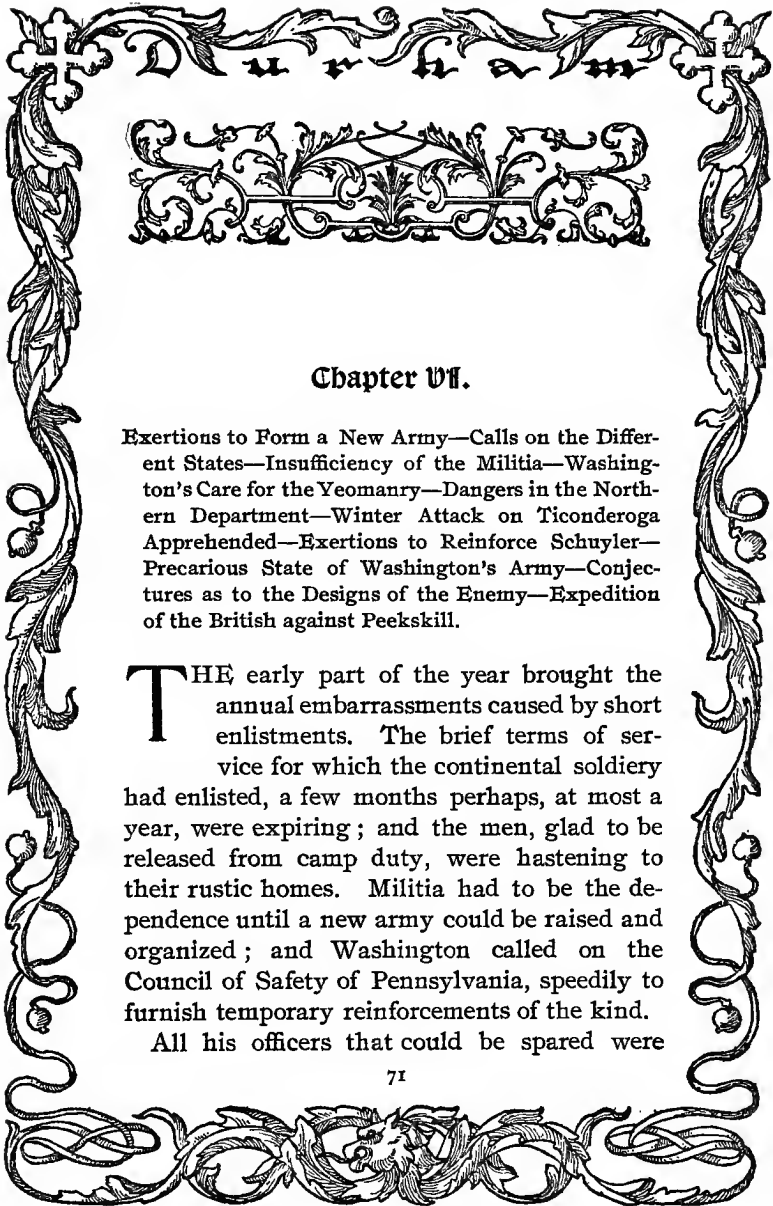 Durham
Chapter VI.
Exertions to Form a New Army—Calls on the Differ-
ent States—Insufficiency of the Militia—Washing-
ton's Care for the Yeomanry—Dangers in the North-
ern Department—Winter Attack on Ticonderoga
Apprehended—Exertions to Reinforce Schuyler—
Precarious State of Washington's Army—Conjec-
tures as to the Designs of the Enemy—Expedition
of the British against Peekskill.
THE early part of the year brought the
annual embarrassments caused by short
enlistments. The brief terms of ser-
vice for which the continental soldiery
had enlisted, a few months perhaps, at most a
year, were expiring; and the men, glad to be
released from camp duty, were hastening to
their rustic homes. Militia had to be the de-
pendence until a new army could be raised and
organized; and Washington called on the
Council of Safety of Pennsylvania, speedily to
furnish temporary reinforcements of the kind.
All his officers that could be spared were
71